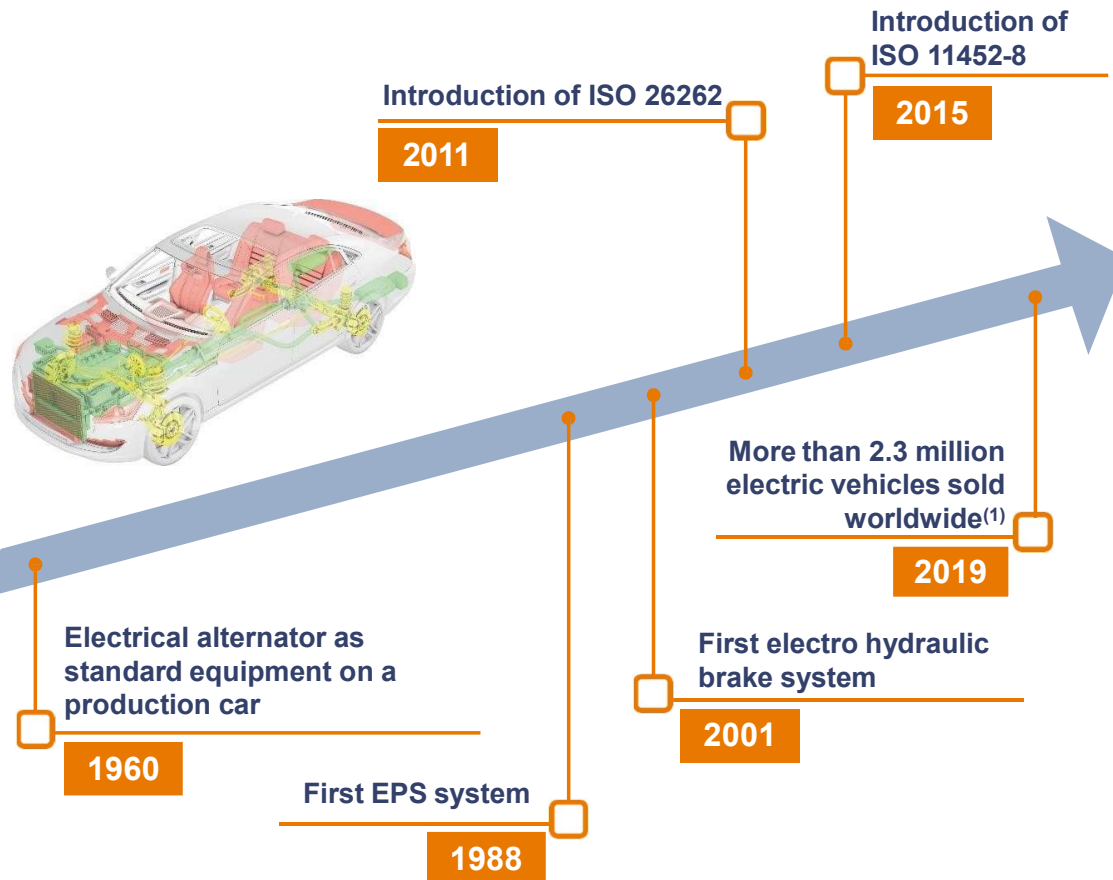 Introduction of
ISO 11452-8
2015
Introduction of ISO 26262
2011
More than 2.3 million
electric vehicles sold
worldwide(1)
2019
Electrical alternator as
standard equipment on a
production car
1960
First electro hydraulic
brake system
2001
First EPS system
1988